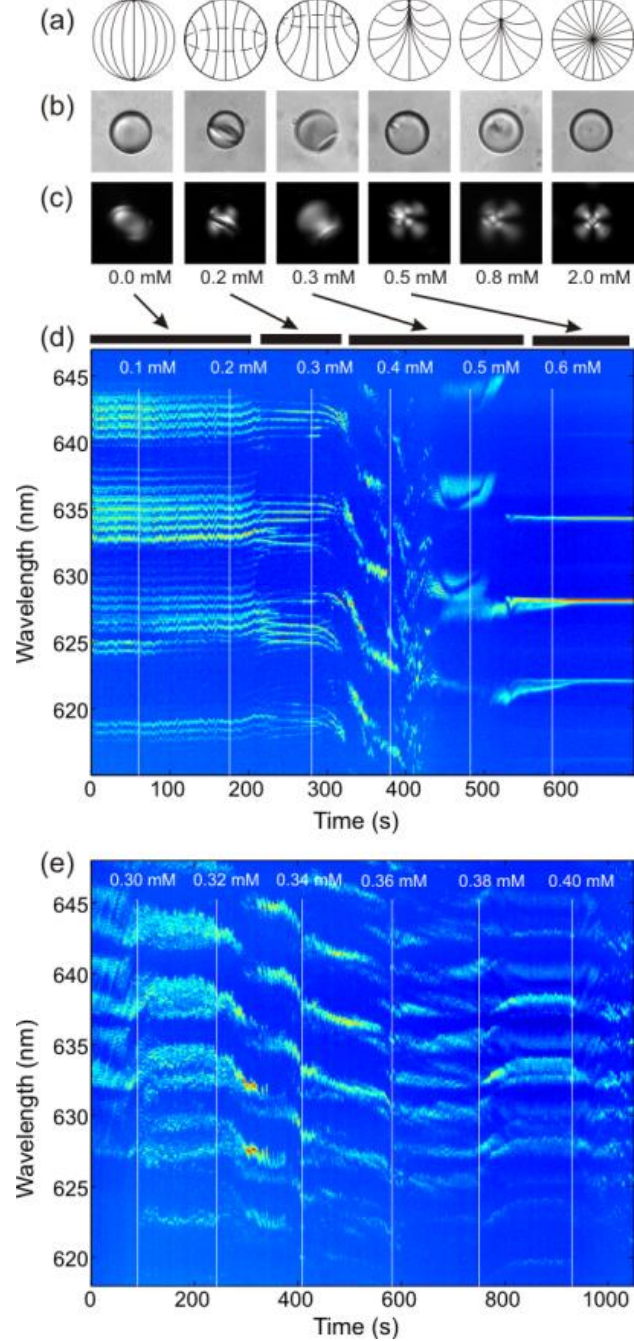 (a)
(b)
(c)
0.0 mM 0.2 mM 0.3 mM 0.5 mM 0.8 mM 2.0 mM
(d)
0.1 mM 0.2 mM 0.3 mM 0.4 mM 0.5 mM 0.6 mM
645
640
635
630
625
620
Wavelength (nm)
0 100 200 300 400 500 600
Time (s)
(e)
0.30 mM 0.32 mM 0.34 mM 0.36 mM 0.38 mM 0.40 mM
645
640
635
630
625
620
Wavelength (nm)
0 200 400 600 800 1000
Time (s)